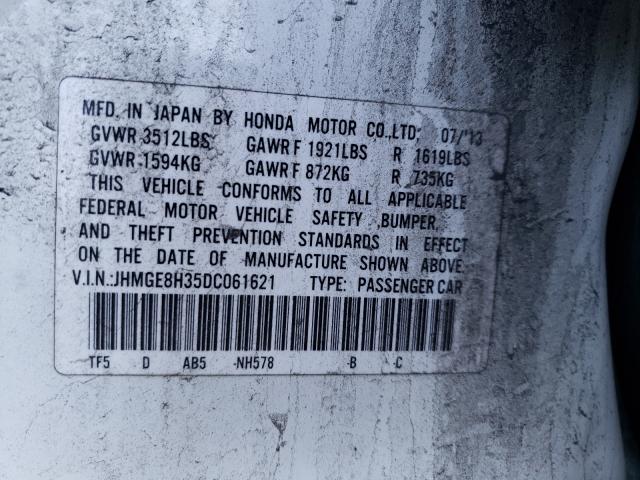 MFD. IN JAPAN BY HONDA MOTOR CO.,LTD. 07/'13
GVWR 3512LBS GAWR F 1921LBS R 1619LBS
GVWR 1594KG GAWR F 872KG R 735KG
THIS VEHICLE CONFORMS TO ALL APPLICABLE
FEDERAL MOTOR VEHICLE SAFETY ,BUMPER,
AND THEFT PREVENTION STANDARDS IN EFFECT
ON THE DATE OF MANUFACTURE SHOWN ABOVE.
V.I.N.:JHMGE8H35DC061621 TYPE: PASSENGER CAR
TF5 D AB5 -NH578 -B -C